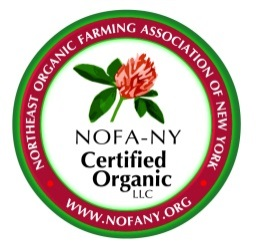 NORTHEAST ORGANIC FARMING ASSOCIATION OF NEW YORK
NOFA-NY
Certified
Organic
LLC
• WWW.NOFANY.ORG •